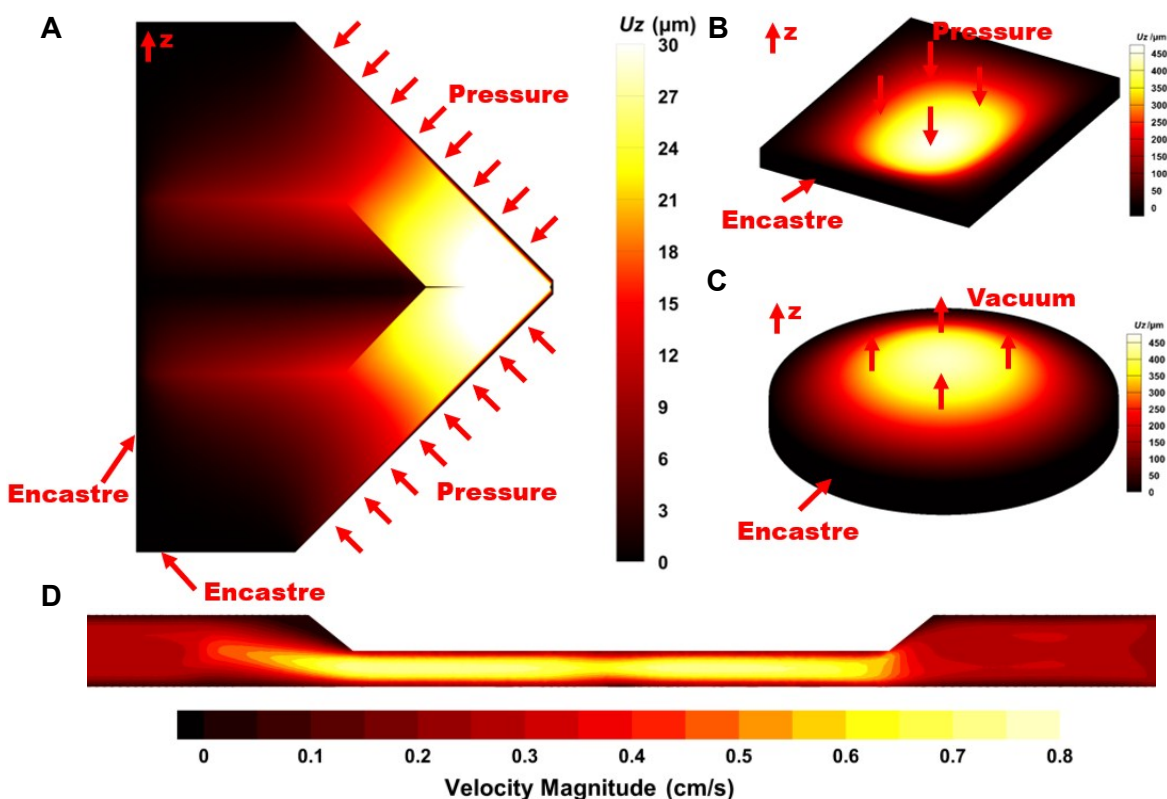 A
z
Uz (µm)
30
27
24
21
18
15
12
9
6
3
0
Pressure
Pressure
Encastre
Encastre
B
z
Pressure
Encastre
Uz /µm
450
400
350
300
250
200
150
100
50
0
C
z
Vacuum
Encastre
Uz /µm
450
400
350
300
250
200
150
100
50
0
D
0 0.1 0.2 0.3 0.4 0.5 0.6 0.7 0.8
Velocity Magnitude (cm/s)